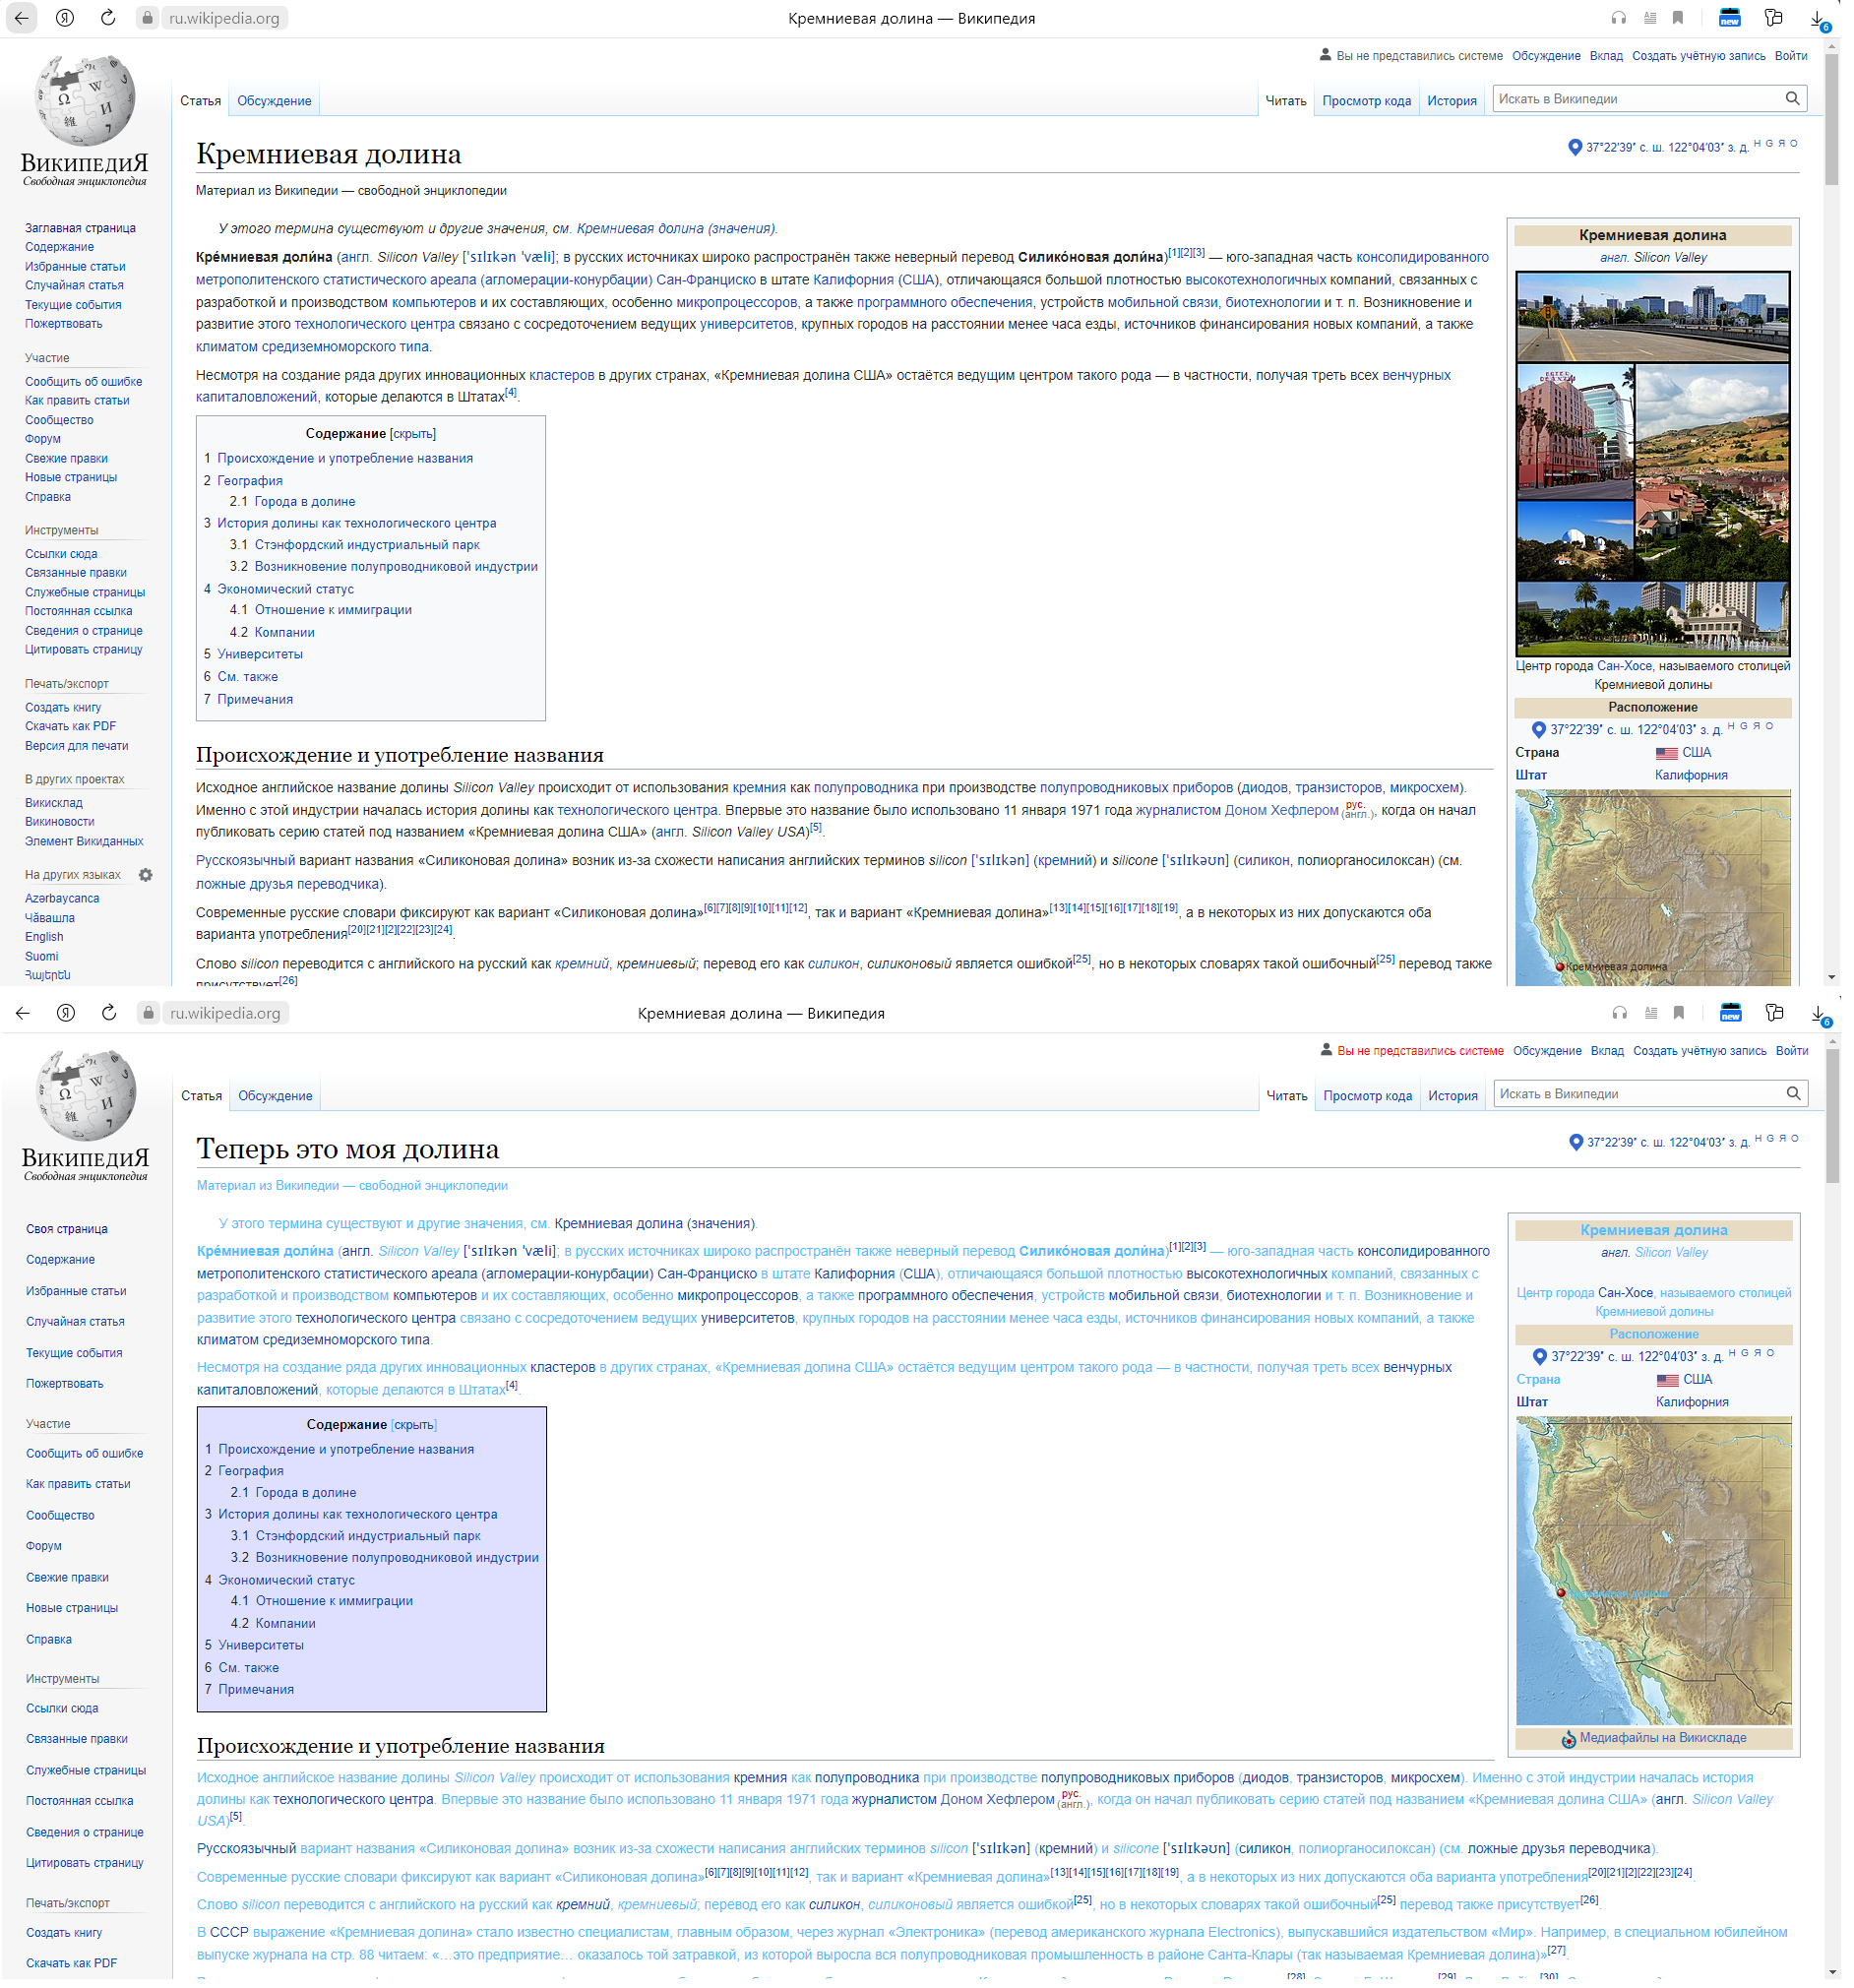 ru.wikipedia.org
Кремниевая долина — Википедия
new
6
Вы не представились системе Обсуждение Вклад Создать учётную запись Войти
Статья Обсуждение
Читать Просмотр кода История Искать в Википедии
ВикипедиЯ
Свободная энциклопедия
Заглавная страница
Содержание
Избранные статьи
Случайная статья
Текущие события
Пожертвовать
Участие
Сообщить об ошибке
Как править статьи
Сообщество
Форум
Свежие правки
Новые страницы
Справка
Инструменты
Ссылки сюда
Связанные правки
Служебные страницы
Постоянная ссылка
Сведения о странице
Цитировать страницу
Печать/экспорт
Создать книгу
Скачать как PDF
Версия для печати
В других проектах
Викисклад
Викиновости
Элемент Викиданных
На других языках
Azərbaycanca
Чӑвашла
English
Suomi
Հայերեն
Кремниевая долина
37°22′39″ с. ш. 122°04′03″ з. д. H G Я O
Материал из Википедии — свободной энциклопедии
У этого термина существуют и другие значения, см. Кремниевая долина (значения).
Кре́мниевая доли́на (англ. Silicon Valley [ˈsɪlɪkən ˈvæli]; в русских источниках широко распространён также неверный перевод Силико́новая доли́на)[1][2][3] — юго-западная часть консолидированного
метрополитенского статистического ареала (агломерации-конурбации) Сан-Франциско в штате Калифорния (США), отличающаяся большой плотностью высокотехнологичных компаний, связанных с
разработкой и производством компьютеров и их составляющих, особенно микропроцессоров, а также программного обеспечения, устройств мобильной связи, биотехнологии и т. п. Возникновение и
развитие этого технологического центра связано с сосредоточением ведущих университетов, крупных городов на расстоянии менее часа езды, источников финансирования новых компаний, а также
климатом средиземноморского типа.
Несмотря на создание ряда других инновационных кластеров в других странах, «Кремниевая долина США» остаётся ведущим центром такого рода — в частности, получая треть всех венчурных
капиталовложений, которые делаются в Штатах[4].
Содержание [скрыть]
1 Происхождение и употребление названия
2 География
2.1 Города в долине
3 История долины как технологического центра
3.1 Стэнфордский индустриальный парк
3.2 Возникновение полупроводниковой индустрии
4 Экономический статус
4.1 Отношение к иммиграции
4.2 Компании
5 Университеты
6 См. также
7 Примечания
Происхождение и употребление названия
Исходное английское название долины Silicon Valley происходит от использования кремния как полупроводника при производстве полупроводниковых приборов (диодов, транзисторов, микросхем).
Именно с этой индустрии началась история долины как технологического центра. Впервые это название было использовано 11 января 1971 года журналистом Доном Хефлером рус. (англ.), когда он начал
публиковать серию статей под названием «Кремниевая долина США» (англ. Silicon Valley USA)[5].
Русскоязычный вариант названия «Силиконовая долина» возник из-за схожести написания английских терминов silicon [ˈsɪlɪkən] (кремний) и silicone [ˈsɪlɪkəʊn] (силикон, полиорганосилоксан) (см.
ложные друзья переводчика).
Современные русские словари фиксируют как вариант «Силиконовая долина»[6][7][8][9][10][11][12], так и вариант «Кремниевая долина»[13][14][15][16][17][18][19], а в некоторых из них допускаются оба
варианта употребления[20][21][2][22][23][24].
Слово silicon переводится с английского на русский как кремний, кремниевый; перевод его как силикон, силиконовый является ошибкой[25], но в некоторых словарях такой ошибочный[25] перевод также
присутствует[26]
Кремниевая долина
англ. Silicon Valley
Центр города Сан-Хосе, называемого столицей
Кремниевой долины
Расположение
37°22′39″ с. ш. 122°04′03″ з. д. H G Я O
Страна США
Штат Калифорния
Кремниевая долина
ru.wikipedia.org
Кремниевая долина — Википедия
new
6
Вы не представились системе Обсуждение Вклад Создать учётную запись Войти
Статья Обсуждение
Читать Просмотр кода История Искать в Википедии
ВикипедиЯ
Свободная энциклопедия
Своя страница
Содержание
Избранные статьи
Случайная статья
Текущие события
Пожертвовать
Участие
Сообщить об ошибке
Как править статьи
Сообщество
Форум
Свежие правки
Новые страницы
Справка
Инструменты
Ссылки сюда
Связанные правки
Служебные страницы
Постоянная ссылка
Сведения о странице
Цитировать страницу
Печать/экспорт
Создать книгу
Скачать как PDF
Теперь это моя долина
37°22′39″ с. ш. 122°04′03″ з. д. H G Я O
Материал из Википедии — свободной энциклопедии
У этого термина существуют и другие значения, см. Кремниевая долина (значения).
Кре́мниевая доли́на (англ. Silicon Valley [ˈsɪlɪkən ˈvæli]; в русских источниках широко распространён также неверный перевод Силико́новая доли́на)[1][2][3] — юго-западная часть консолидированного
метрополитенского статистического ареала (агломерации-конурбации) Сан-Франциско в штате Калифорния (США), отличающаяся большой плотностью высокотехнологичных компаний, связанных с
разработкой и производством компьютеров и их составляющих, особенно микропроцессоров, а также программного обеспечения, устройств мобильной связи, биотехнологии и т. п. Возникновение и
развитие этого технологического центра связано с сосредоточением ведущих университетов, крупных городов на расстоянии менее часа езды, источников финансирования новых компаний, а также
климатом средиземноморского типа.
Несмотря на создание ряда других инновационных кластеров в других странах, «Кремниевая долина США» остаётся ведущим центром такого рода — в частности, получая треть всех венчурных
капиталовложений, которые делаются в Штатах[4].
Содержание [скрыть]
1 Происхождение и употребление названия
2 География
2.1 Города в долине
3 История долины как технологического центра
3.1 Стэнфордский индустриальный парк
3.2 Возникновение полупроводниковой индустрии
4 Экономический статус
4.1 Отношение к иммиграции
4.2 Компании
5 Университеты
6 См. также
7 Примечания
Происхождение и употребление названия
Исходное английское название долины Silicon Valley происходит от использования кремния как полупроводника при производстве полупроводниковых приборов (диодов, транзисторов, микросхем). Именно с этой индустрии началась история
долины как технологического центра. Впервые это название было использовано 11 января 1971 года журналистом Доном Хефлером рус. (англ.), когда он начал публиковать серию статей под названием «Кремниевая долина США» (англ. Silicon Valley
USA)[5].
Русскоязычный вариант названия «Силиконовая долина» возник из-за схожести написания английских терминов silicon [ˈsɪlɪkən] (кремний) и silicone [ˈsɪlɪkəʊn] (силикон, полиорганосилоксан) (см. ложные друзья переводчика).
Современные русские словари фиксируют как вариант «Силиконовая долина»[6][7][8][9][10][11][12], так и вариант «Кремниевая долина»[13][14][15][16][17][18][19], а в некоторых из них допускаются оба варианта употребления[20][21][2][22][23][24].
Слово silicon переводится с английского на русский как кремний, кремниевый; перевод его как силикон, силиконовый является ошибкой[25], но в некоторых словарях такой ошибочный[25] перевод также присутствует[26].
В СССР выражение «Кремниевая долина» стало известно специалистам, главным образом, через журнал «Электроника» (перевод американского журнала Electronics), выпускавшийся издательством «Мир». Например, в специальном юбилейном
выпуске журнала на стр. 88 читаем: «…это предприятие… оказалось той затравкой, из которой выросла вся полупроводниковая промышленность в районе Санта-Клары (так называемая Кремниевая долина)»[27].
[28] [29] [30]
Кремниевая долина
англ. Silicon Valley
Центр города Сан-Хосе, называемого столицей
Кремниевой долины
Расположение
37°22′39″ с. ш. 122°04′03″ з. д. H G Я O
Страна США
Штат Калифорния
Кремниевая долина
Медиафайлы на Викискладе